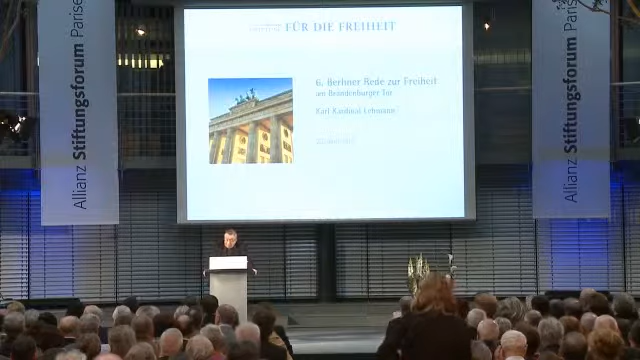 FÜR DIE FREIHEIT
6. Berliner Rede zur Freiheit
am Brandenburger Tor
Karl Kardinal Lehmann
Allianz Stiftungsforum Parise
Allianz Stiftungsforum Pariser